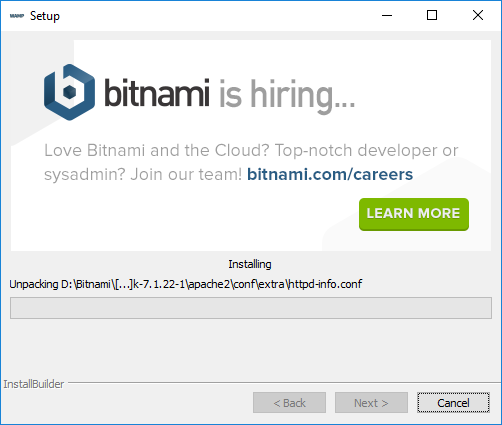 WAMP Setup
bitnami is hiring...
Love Bitnami and the Cloud? Top-notch developer or
sysadmin? Join our team! bitnami.com/careers
LEARN MORE
Installing
Unpacking D:\Bitnami\[...]k-7.1.22-1\apache2\conf\extra\httpd-info.conf
InstallBuilder
< Back Next > Cancel